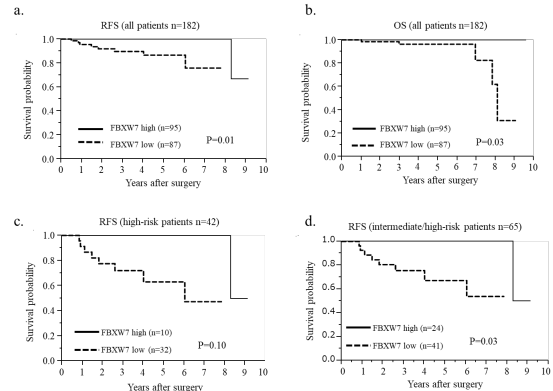 a.
RFS (all patients n=182)
Survival probability
1.0
0.8
0.6
0.4
0.2
0.0
FBXW7 high (n=95)
FBXW7 low (n=87)
P=0.01
0 1 2 3 4 5 6 7 8 9 10
Years after surgery
b.
OS (all patients n=182)
Survival probability
1.0
0.8
0.6
0.4
0.2
0.0
FBXW7 high (n=95)
FBXW7 low (n=87)
P=0.03
0 1 2 3 4 5 6 7 8 9 10
Years after surgery
c.
RFS (high-risk patients n=42)
Survival probability
1.0
0.8
0.6
0.4
0.2
0.0
FBXW7 high (n=10)
FBXW7 low (n=32)
P=0.10
0 1 2 3 4 5 6 7 8 9 10
Years after surgery
d.
RFS (intermediate/high-risk patients n=65)
Survival probability
1.0
0.8
0.6
0.4
0.2
0.0
FBXW7 high (n=24)
FBXW7 low (n=41)
P=0.03
0 1 2 3 4 5 6 7 8 9 10
Years after surgery